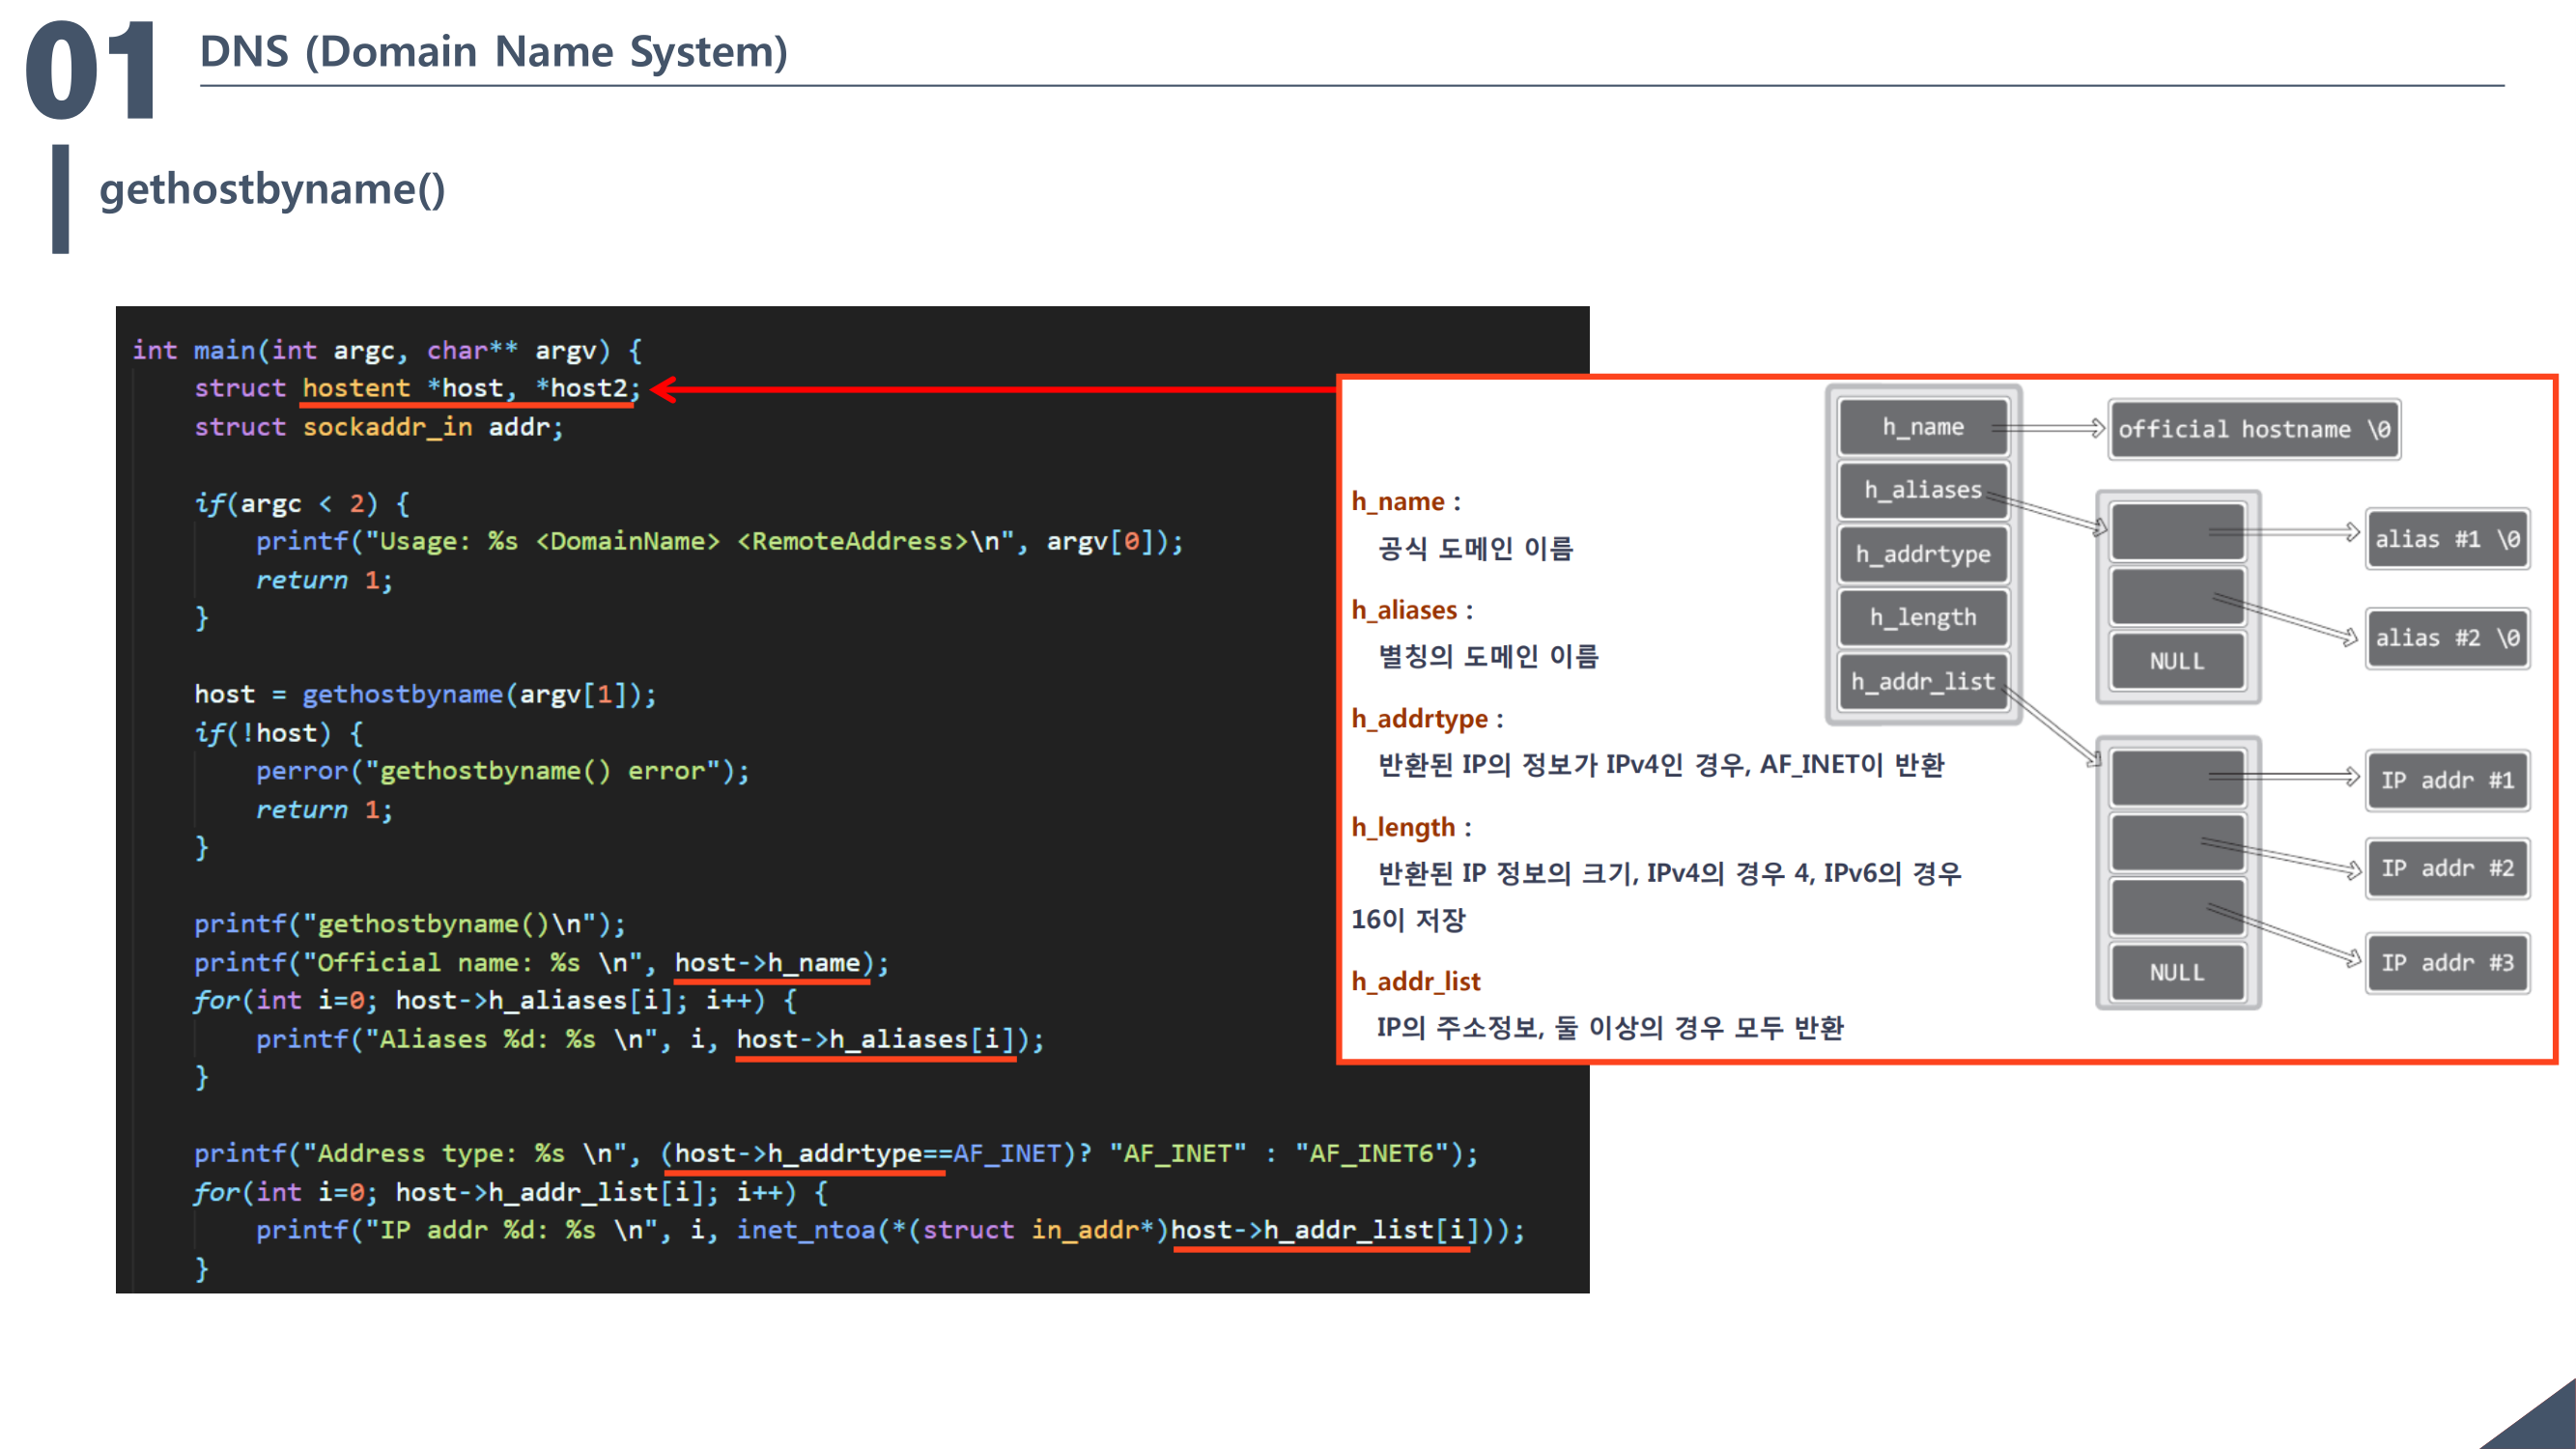 01
DNS (Domain Name System)
gethostbyname()
int main(int argc, char** argv) {
    struct hostent *host, *host2;
    struct sockaddr_in addr;
    if(argc < 2) {
        printf("Usage: %s <DomainName> <RemoteAddress>\n", argv[0]);
        return 1;
    }
    host = gethostbyname(argv[1]);
    if(!host) {
        perror("gethostbyname() error");
        return 1;
    }
    printf("gethostbyname()\n");
    printf("Official name: %s \n", host->h_name);
    for(int i=0; host->h_aliases[i]; i++) {
        printf("Aliases %d: %s \n", i, host->h_aliases[i]);
    }
    printf("Address type: %s \n", (host->h_addrtype==AF_INET)? "AF_INET" : "AF_INET6");
    for(int i=0; host->h_addr_list[i]; i++) {
        printf("IP addr %d: %s \n", i, inet_ntoa(*(struct in_addr*)host->h_addr_list[i]));
    }
h_name :
공식 도메인 이름
h_aliases :
별칭의 도메인 이름
h_addrtype :
반환된 IP의 정보가 IPv4인 경우, AF_INET이 반환
h_length :
반환된 IP 정보의 크기, IPv4의 경우 4, IPv6의 경우
16이 저장
h_addr_list
IP의 주소정보, 둘 이상의 경우 모두 반환
h_name
h_aliases
h_addrtype
h_length
h_addr_list
official hostname \0
alias #1 \0
alias #2 \0
NULL
IP addr #1
IP addr #2
IP addr #3
NULL